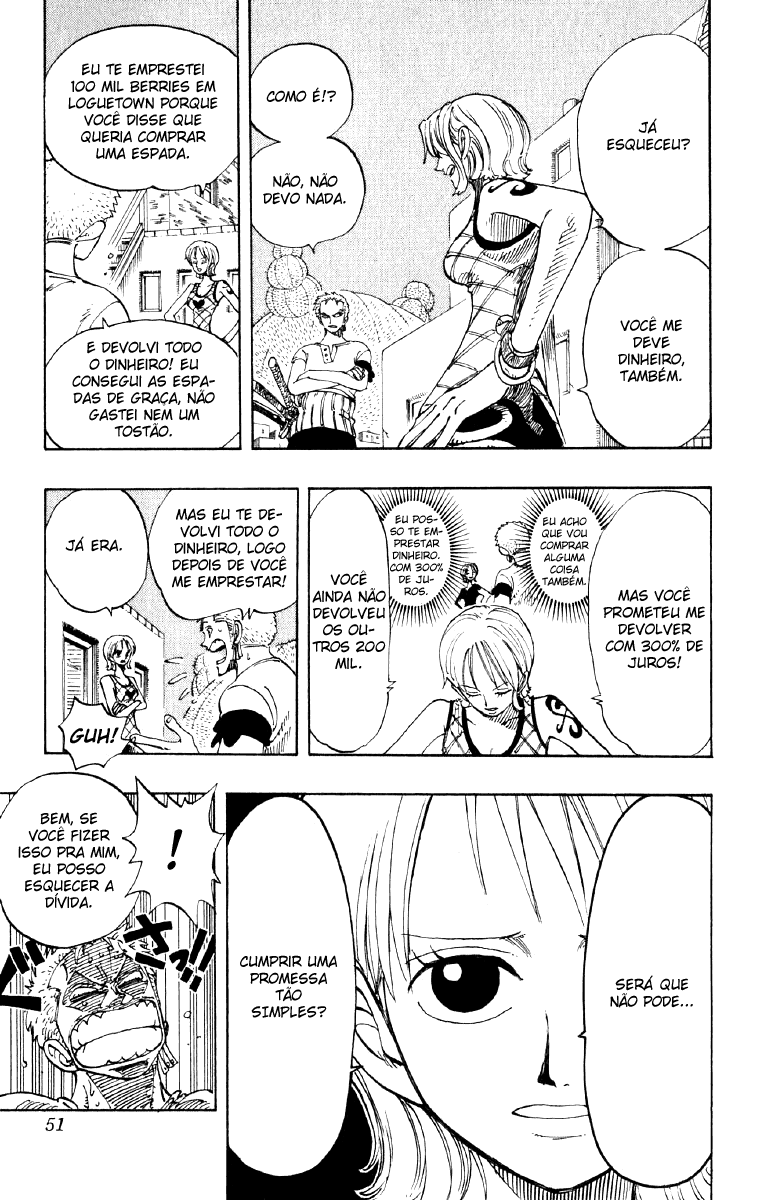 JÁ
ESQUECEU?
VOCÊ ME
DEVE
DINHEIRO,
TAMBÉM.
COMO É!?
NÃO, NÃO
DEVO NADA.
EU TE EMPRESTEI
100 MIL BERRIES EM
LOGUETOWN PORQUE
VOCÊ DISSE QUE
QUERIA COMPRAR
UMA ESPADA.
E DEVOLVI TODO
O DINHEIRO! EU
CONSEGUI AS ESPA-
DAS DE GRAÇA, NÃO
GASTEI NEM UM
TOSTÃO.
MAS VOCÊ
PROMETEU ME
DEVOLVER
COM 300%
DE JUROS!
EU ACHO
QUE VOU
COMPRAR
ALGUMA
COISA
TAMBÉM.
EU POS-
SO TE EM-
PRESTAR
DINHEIRO.
COM 300%
DE JU-
ROS.
VOCÊ
AINDA NÃO
DEVOLVEU
OS OU-
TROS 200
MIL.
MAS EU TE DE-
VOLVI TODO O
DINHEIRO, LOGO
DEPOIS DE VOCÊ
ME EMPRESTAR!
JÁ ERA.
GUH!
SERÁ QUE
NÃO PODE...
CUMPRIR UMA
PROMESSA
TÃO
SIMPLES?
!
BEM, SE
VOCÊ FIZER
ISSO PRA MIM,
EU POSSO
ESQUECER A
DÍVIDA.
51